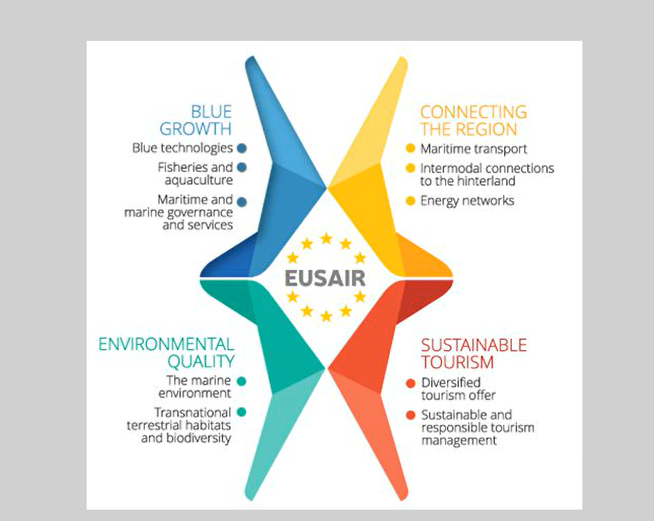 BLUE
GROWTH
Blue technologies
Fisheries and
aquaculture
Maritime and
marine governance
and services
CONNECTING
THE REGION
Maritime transport
Intermodal connections
to the hinterland
Energy networks
EUSAIR
ENVIRONMENTAL
QUALITY
The marine
environment
Transnational
terrestrial habitats
and biodiversity
SUSTAINABLE
TOURISM
Diversified
tourism offer
Sustainable and
responsible tourism
management